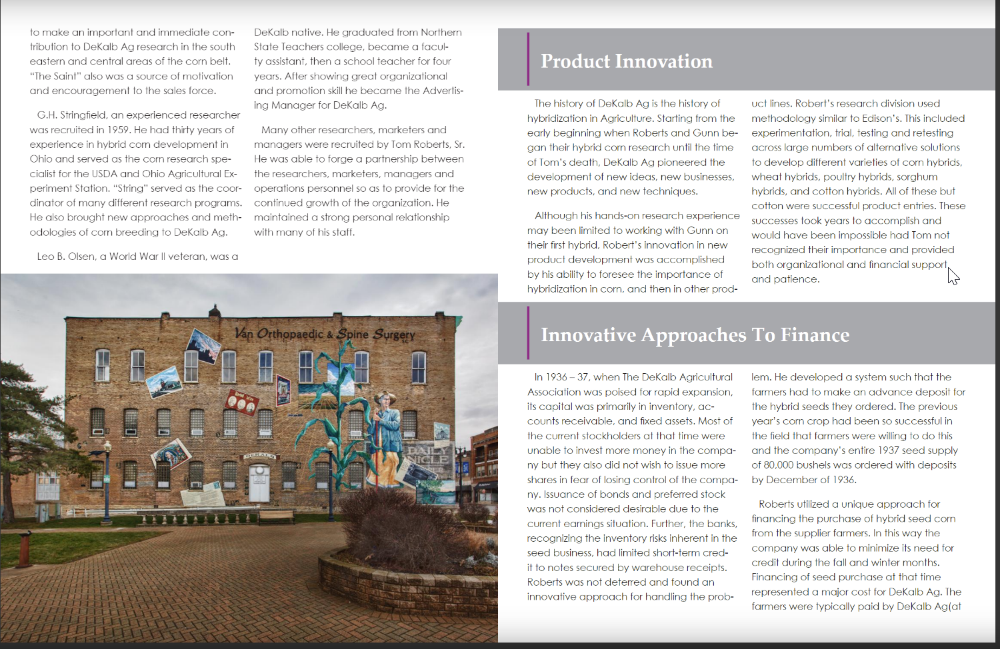 to make an important and immediate con-
tribution to DeKalb Ag research in the south
eastern and central areas of the corn belt.
“The Saint” also was a source of motivation
and encouragement to the sales force.
G.H. Stringfield, an experienced researcher
was recruited in 1959. He had thirty years of
experience in hybrid corn development in
Ohio and served as the corn research spe-
cialist for the USDA and Ohio Agricultural Ex-
periment Station. “String” served as the coor-
dinator of many different research programs.
He also brought new approaches and meth-
odologies of corn breeding to DeKalb Ag.
Leo B. Olsen, a World War II veteran, was a
DeKalb native. He graduated from Northern
State Teachers college, became a facul-
ty assistant, then a school teacher for four
years. After showing great organizational
and promotion skill he became the Advertis-
ing Manager for DeKalb Ag.
Many other researchers, marketers and
managers were recruited by Tom Roberts, Sr.
He was able to forge a partnership between
the researchers, marketers, managers and
operations personnel so as to provide for the
continued growth of the organization. He
maintained a strong personal relationship
with many of his staff.
Van Orthopaedic & Spine Surgery
DEKALB
DAILY
Product Innovation
The history of DeKalb Ag is the history of
hybridization in Agriculture. Starting from the
early beginning when Roberts and Gunn be-
gan their hybrid corn research until the time
of Tom’s death, DeKalb Ag pioneered the
development of new ideas, new businesses,
new products, and new techniques.
Although his hands-on research experience
may been limited to working with Gunn on
their first hybrid, Robert’s innovation in new
product development was accomplished
by his ability to foresee the importance of
hybridization in corn, and then in other prod-
uct lines. Robert’s research division used
methodology similar to Edison’s. This included
experimentation, trial, testing and retesting
across large numbers of alternative solutions
to develop different varieties of corn hybrids,
wheat hybrids, poultry hybrids, sorghum
hybrids, and cotton hybrids. All of these but
cotton were successful product entries. These
successes took years to accomplish and
would have been impossible had Tom not
recognized their importance and provided
both organizational and financial support
and patience.
Innovative Approaches To Finance
In 1936 – 37, when The DeKalb Agricultural
Association was poised for rapid expansion,
its capital was primarily in inventory, ac-
counts receivable, and fixed assets. Most of
the current stockholders at that time were
unable to invest more money in the compa-
ny but they also did not wish to issue more
shares in fear of losing control of the compa-
ny. Issuance of bonds and preferred stock
was not considered desirable due to the
current earnings situation. Further, the banks,
recognizing the inventory risks inherent in the
seed business, had limited short-term cred-
it to notes secured by warehouse receipts.
Roberts was not deterred and found an
innovative approach for handling the prob-
lem. He developed a system such that the
farmers had to make an advance deposit for
the hybrid seeds they ordered. The previous
year’s corn crop had been so successful in
the field that farmers were willing to do this
and the company’s entire 1937 seed supply
of 80,000 bushels was ordered with deposits
by December of 1936.
Roberts utilized a unique approach for
financing the purchase of hybrid seed corn
from the supplier farmers. In this way the
company was able to minimize its need for
credit during the fall and winter months.
Financing of seed purchase at that time
represented a major cost for DeKalb Ag. The
farmers were typically paid by DeKalb Ag(at